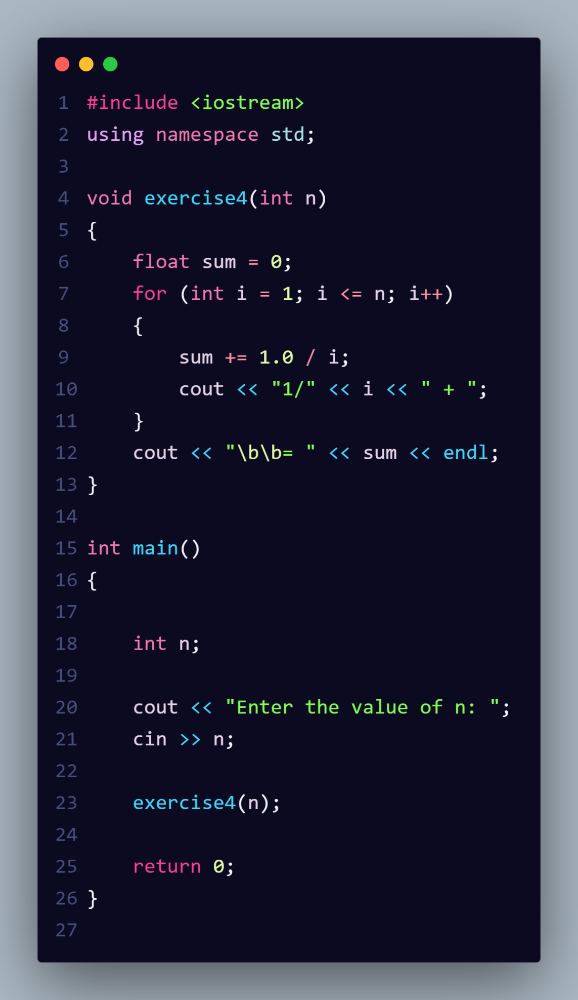 1 #include <iostream>
2 using namespace std;
3
4 void exercise4(int n)
5 {
6     float sum = 0;
7     for (int i = 1; i <= n; i++)
8     {
9         sum += 1.0 / i;
10         cout << "1/" << i << " + ";
11     }
12     cout << "\b\b= " << sum << endl;
13 }
14
15 int main()
16 {
17
18     int n;
19
20     cout << "Enter the value of n: ";
21     cin >> n;
22
23     exercise4(n);
24
25     return 0;
26 }
27